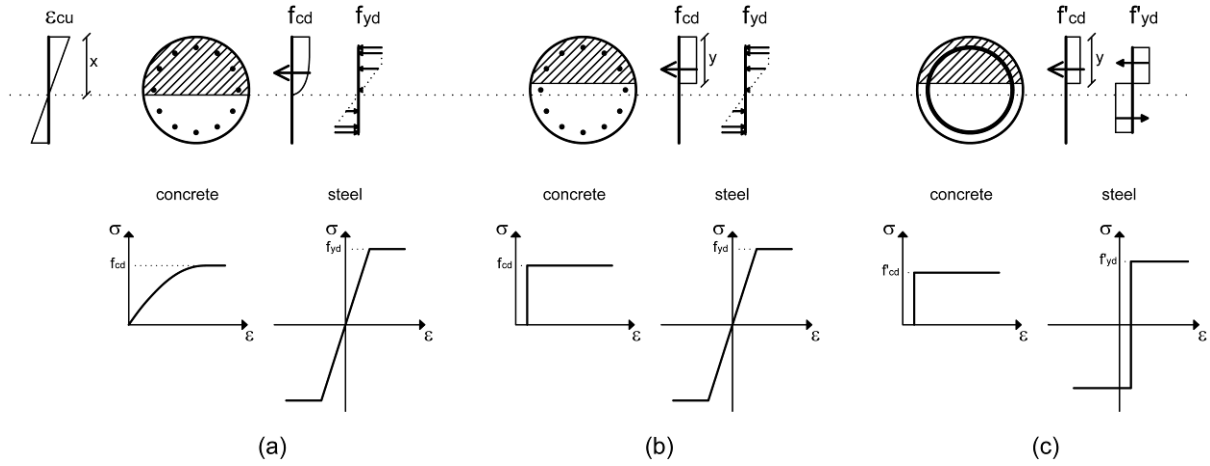 εcu fcd fyd fcd fyd f'cd f'yd
x y y
concrete steel concrete steel concrete steel
σ σ σ σ σ σ
fyd fyd f'yd
fcd fcd f'cd
ε ε ε ε ε ε
(a) (b) (c)